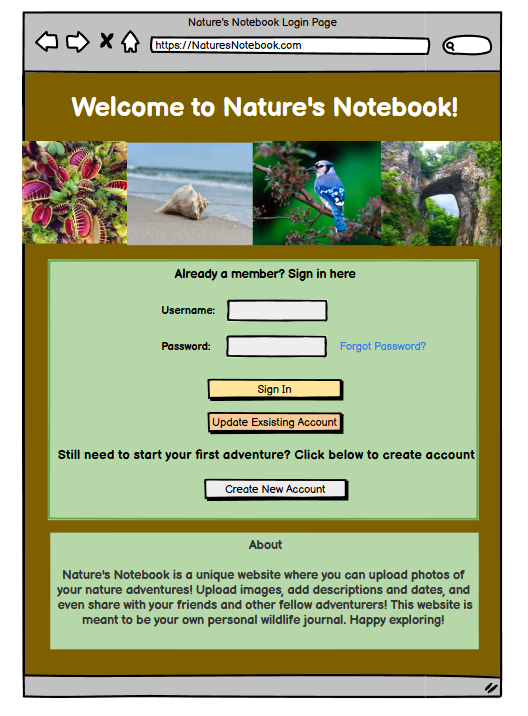 Nature's Notebook Login Page
https://NaturesNotebook.com
Welcome to Nature's Notebook!
Already a member? Sign in here
Username:
Password:
Forgot Password?
Sign In
Update Exsisting Account
Still need to start your first adventure? Click below to create account
Create New Account
About
Nature's Notebook is a unique website where you can upload photos of
your nature adventures! Upload images, add descriptions and dates, and
even share with your friends and other fellow adventurers! This website is
meant to be your own personal wildlife journal. Happy exploring!